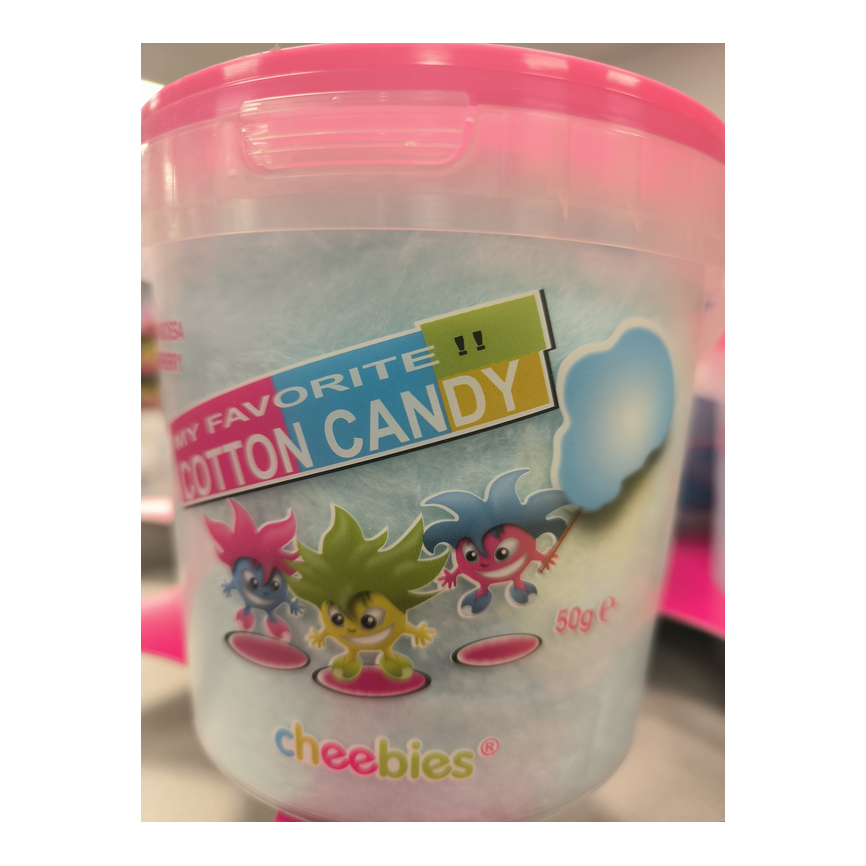 MY FAVORITE !!
COTTON CANDY
50g ℮
cheebies®